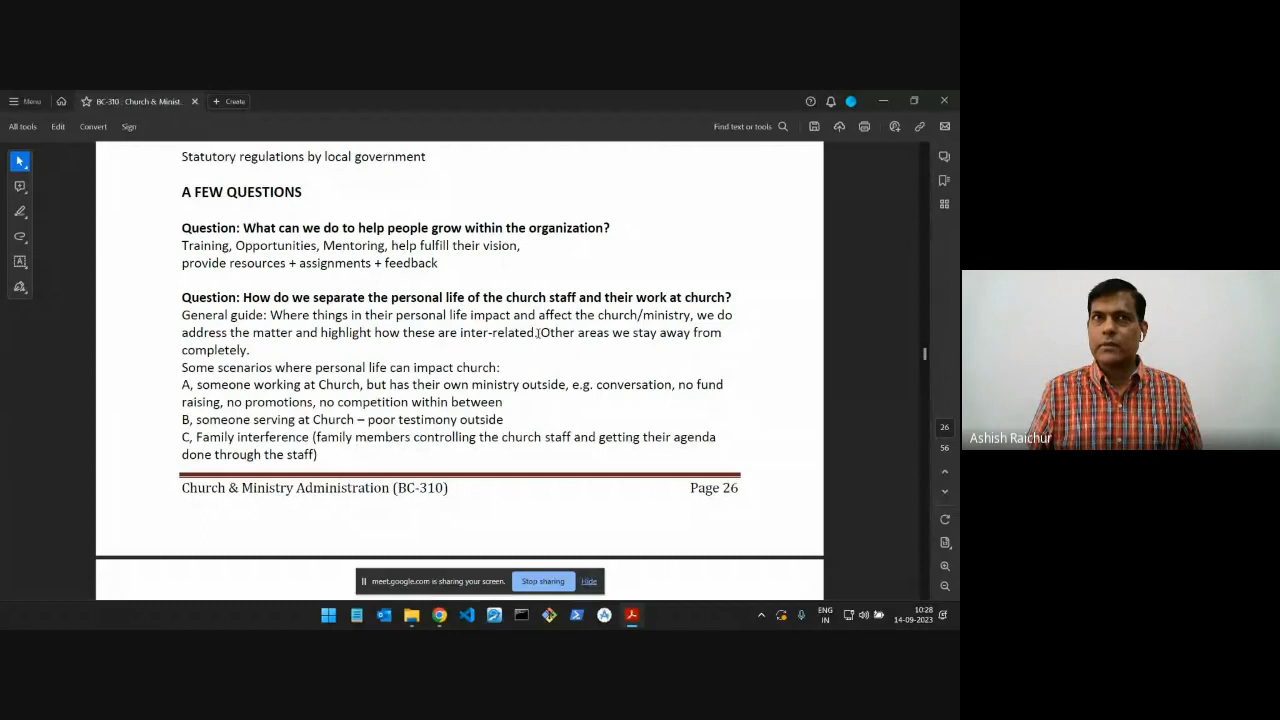 Menu
BC-310 : Church & Minist.
Create
All tools
Edit
Convert
Sign
Find text or tools
Statutory regulations by local government
A FEW QUESTIONS
Question: What can we do to help people grow within the organization?
Training, Opportunities, Mentoring, help fulfill their vision,
provide resources + assignments + feedback
Question: How do we separate the personal life of the church staff and their work at church?
General guide: Where things in their personal life impact and affect the church/ministry, we do
address the matter and highlight how these are inter-related. Other areas we stay away from
completely.
Some scenarios where personal life can impact church:
A, someone working at Church, but has their own ministry outside, e.g. conversation, no fund
raising, no promotions, no competition within between
B, someone serving at Church – poor testimony outside
C, Family interference (family members controlling the church staff and getting their agenda
done through the staff)
Church & Ministry Administration (BC-310)
Page 26
26
56
meet.google.com is sharing your screen.
Stop sharing
Hide
ENG
IN
10:28
14-09-2023
Ashish Raichur